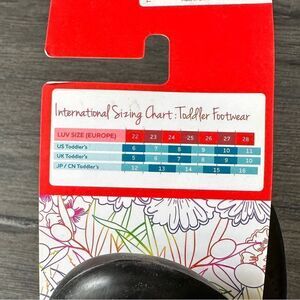 International Sizing Chart : Toddler Footwear
LUV SIZE (EUROPE) 22 23 24 25 26 27 28
US Toddler's 6 7 8 9 10 11
UK Toddler's 5 6 7 8 9 10
JP / CN Toddler's 12 13 14 15 16